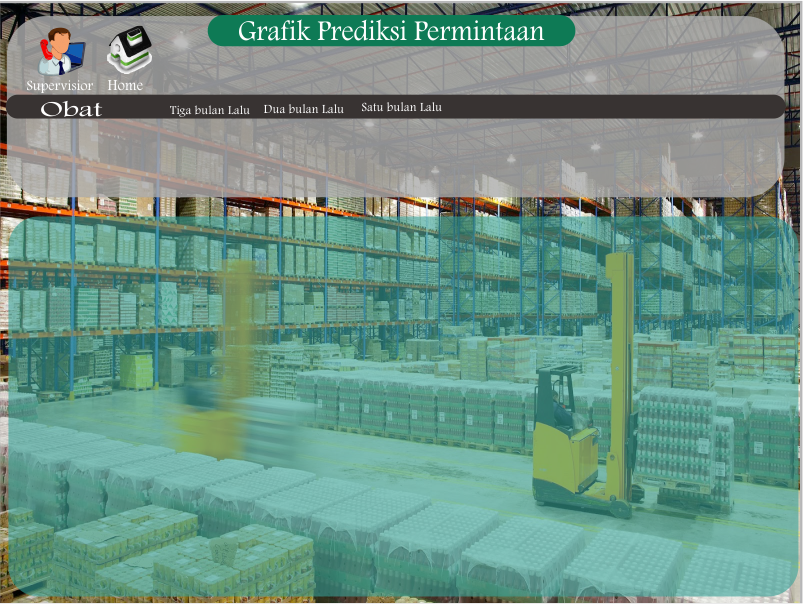 Grafik Prediksi Permintaan
Supervisior Home
Obat Tiga bulan Lalu Dua bulan Lalu Satu bulan Lalu